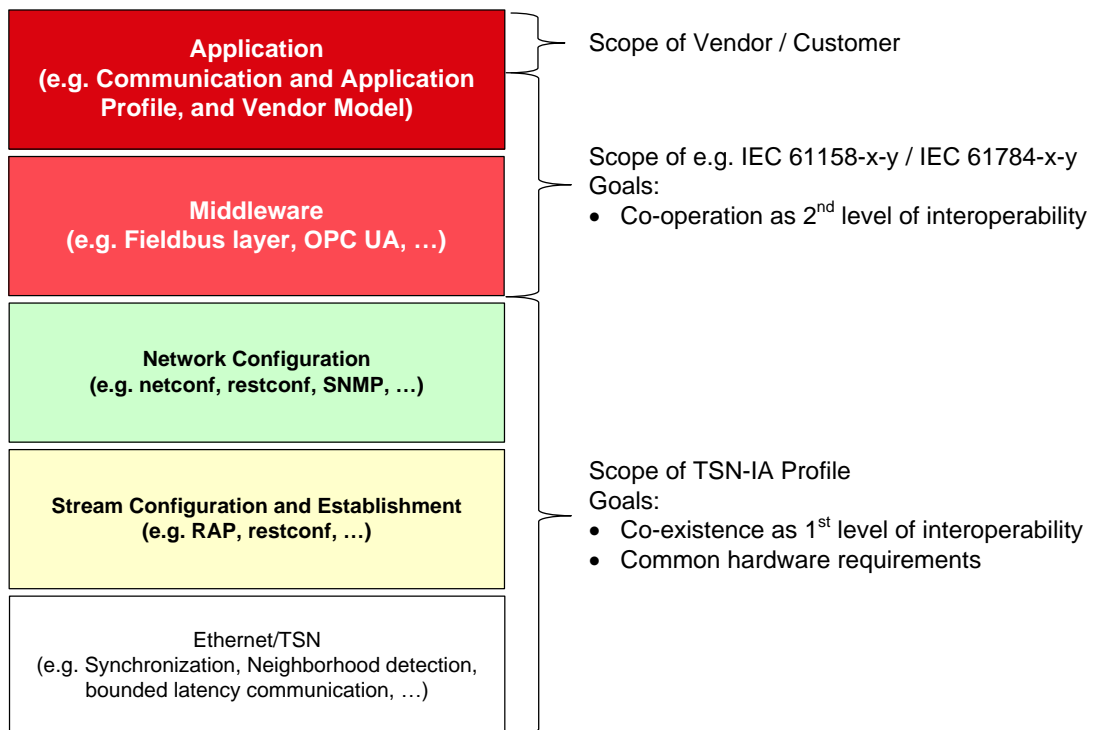 Application
(e.g. Communication and Application
Profile, and Vendor Model)
Scope of Vendor / Customer
Middleware
(e.g. Fieldbus layer, OPC UA, …)
Scope of e.g. IEC 61158-x-y / IEC 61784-x-y
Goals:
• Co-operation as 2nd level of interoperability
Network Configuration
(e.g. netconf, restconf, SNMP, …)
Stream Configuration and Establishment
(e.g. RAP, restconf, …)
Scope of TSN-IA Profile
Goals:
• Co-existence as 1st level of interoperability
• Common hardware requirements
Ethernet/TSN
(e.g. Synchronization, Neighborhood detection,
bounded latency communication, …)